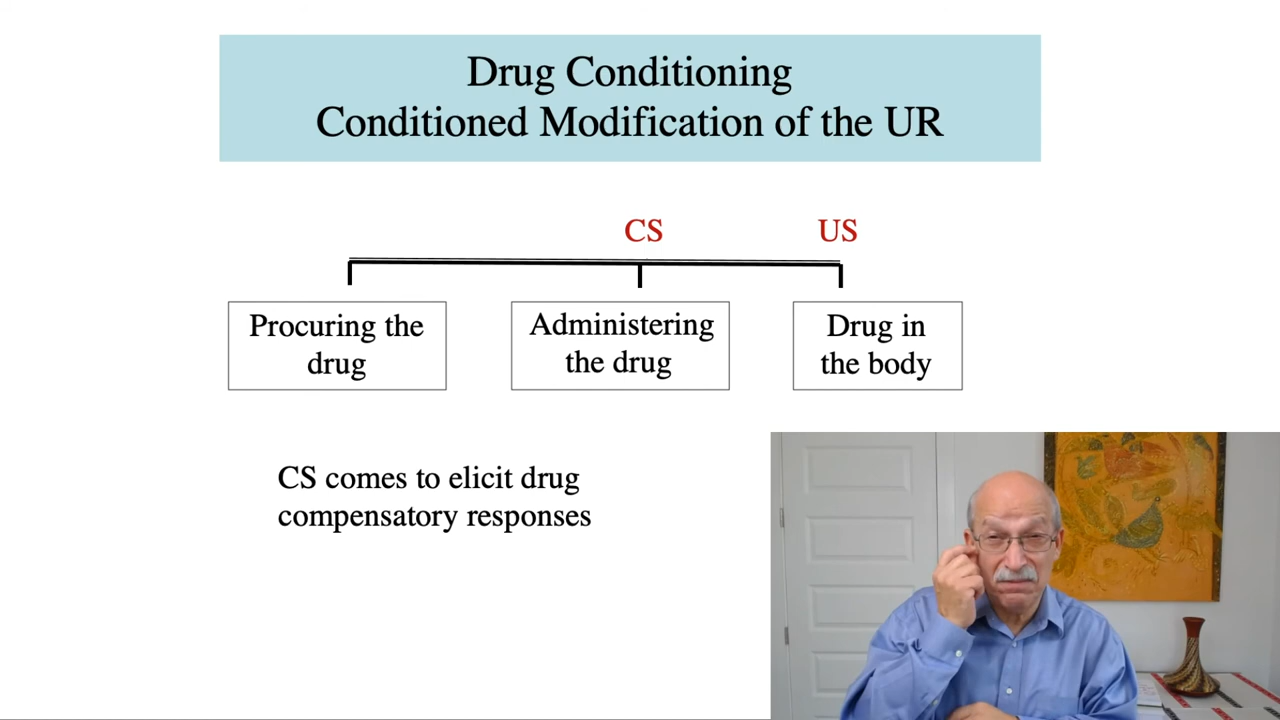 Drug Conditioning
Conditioned Modification of the UR
CS
US
Procuring the
drug
Administering
the drug
Drug in
the body
CS comes to elicit drug
compensatory responses